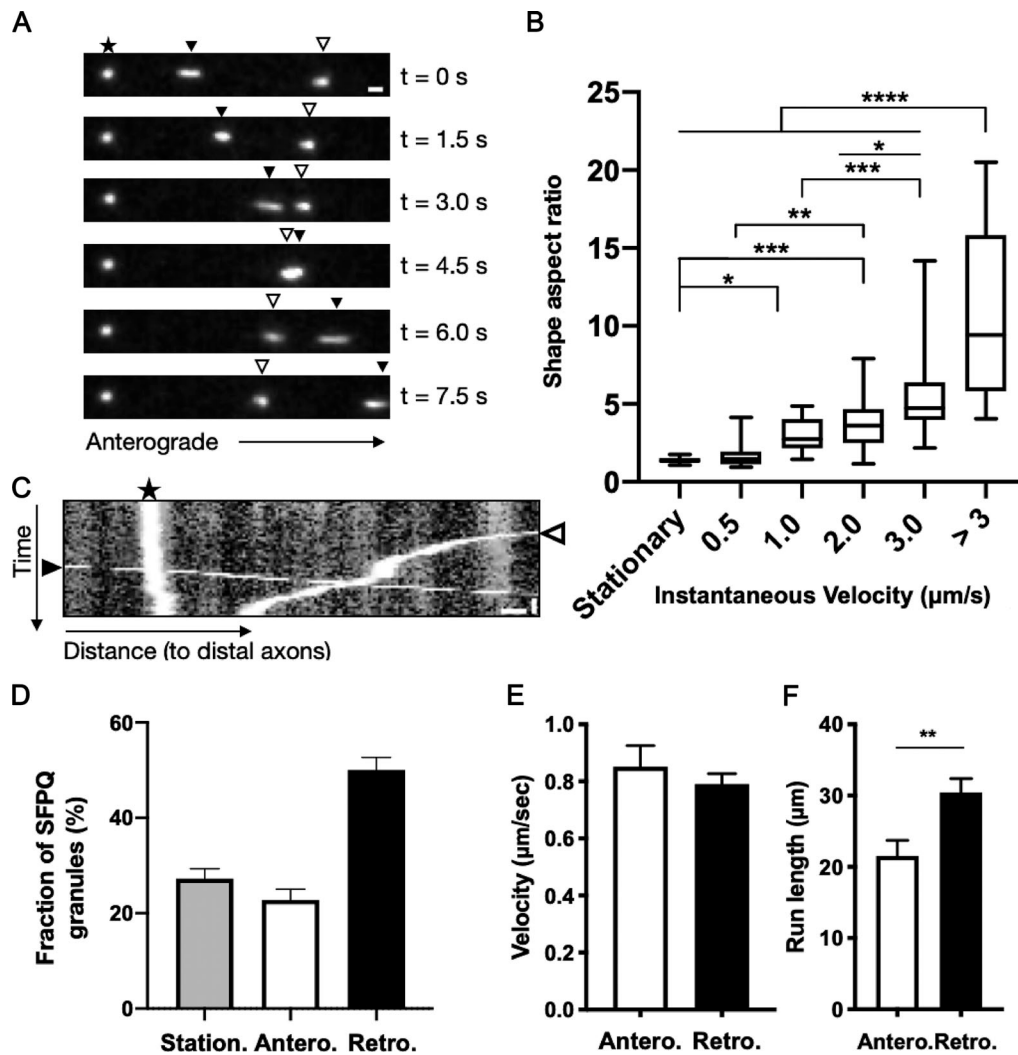 A
t = 0 s
t = 1.5 s
t = 3.0 s
t = 4.5 s
t = 6.0 s
t = 7.5 s
Anterograde
B
Shape aspect ratio
25
20
15
10
5
0
****
*
***
**
***
*
Stationary
0.5
1.0
2.0
3.0
> 3
Instantaneous Velocity (µm/s)
C
Time
Distance (to distal axons)
D
Fraction of SFPQ
granules (%)
60
40
20
0
Station. Antero. Retro.
E
Velocity (µm/sec)
1.0
0.8
0.6
0.4
0.2
0.0
Antero. Retro.
F
Run length (µm)
40
30
20
10
0
**
Antero. Retro.